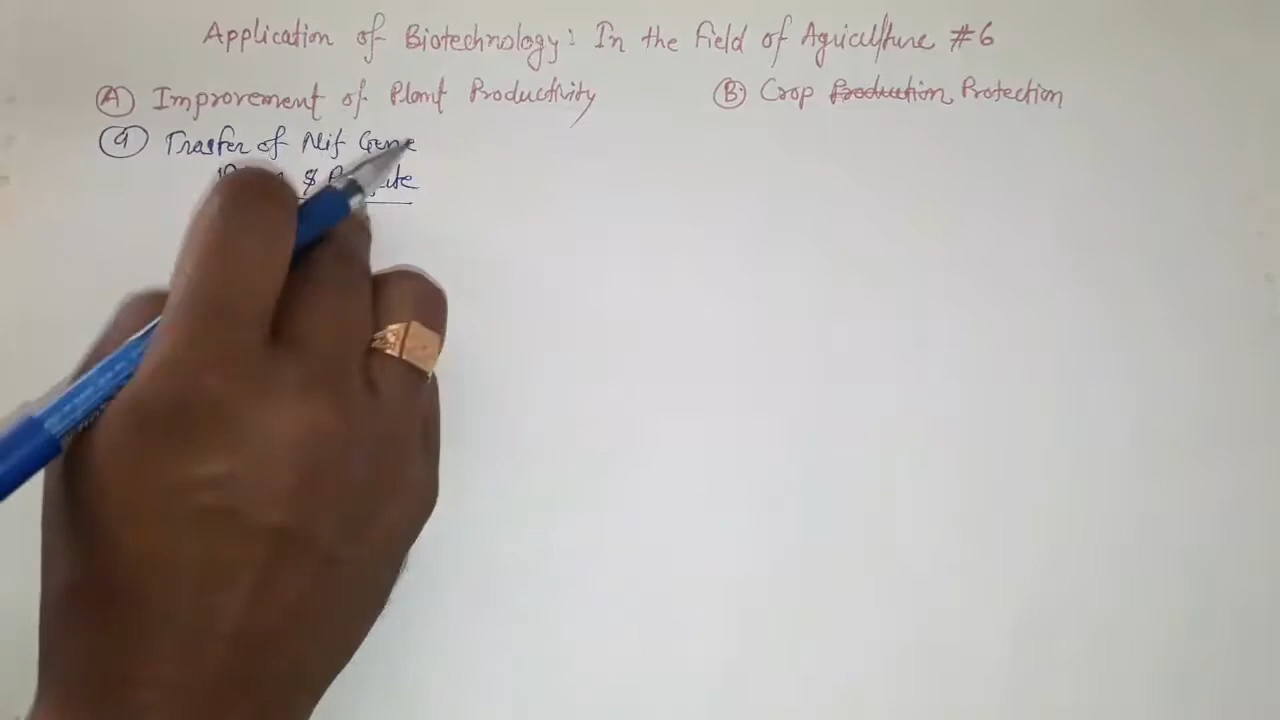 Application of Biotechnology: In the field of Agriculture #6
(A) Improvement of Plant Productivity
(B) Crop Production Protection
(a) Trasfer of Nif Gene
$